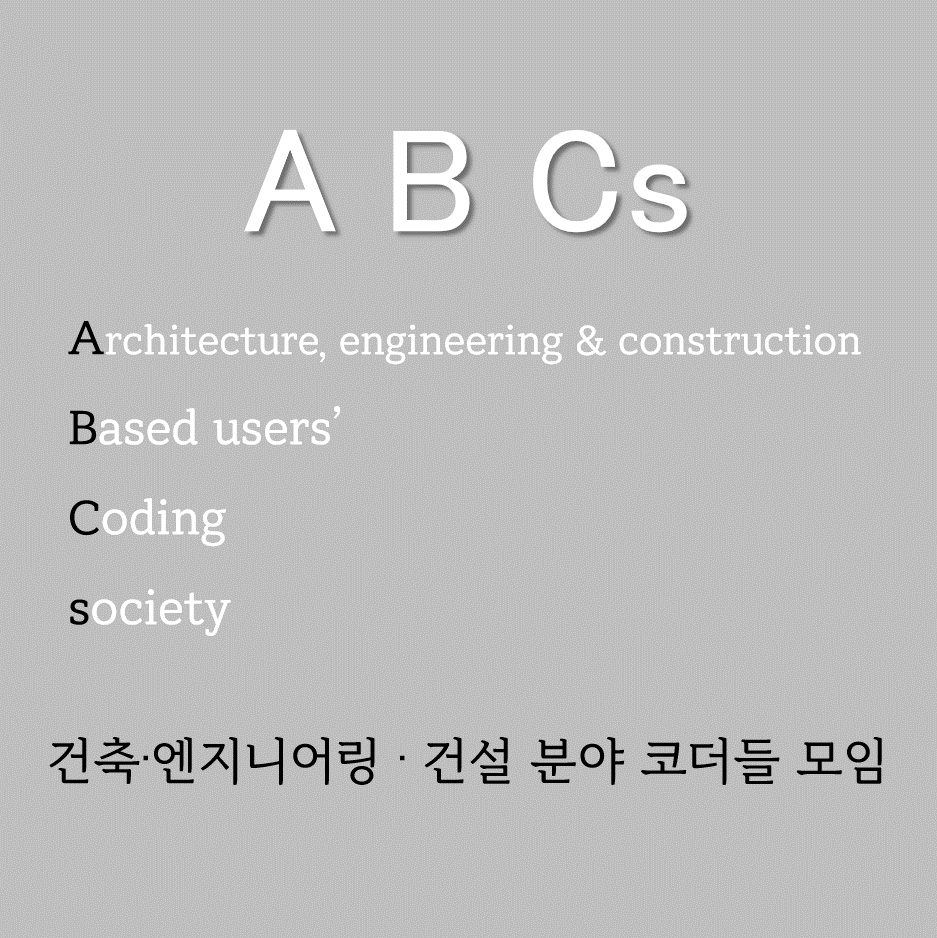 A B Cs
Architecture, engineering & construction
Based users’
Coding
society
건축·엔지니어링 · 건설 분야 코더들 모임